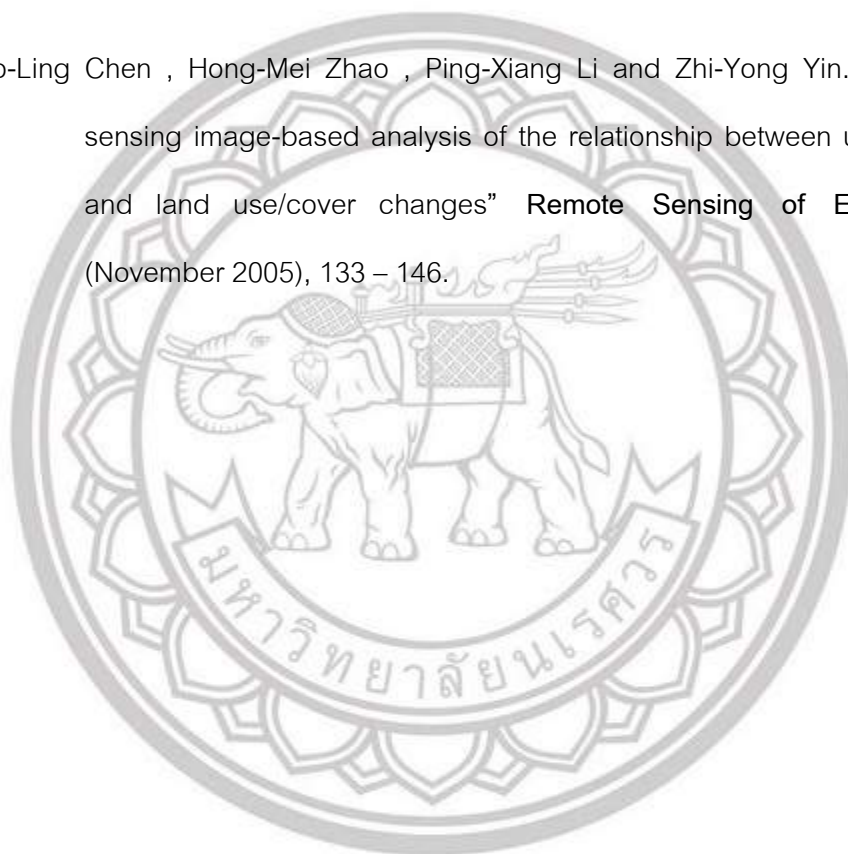 o-Ling Chen , Hong-Mei Zhao , Ping-Xiang Li and Zhi-Yong Yin.
sensing image-based analysis of the relationship between u
and land use/cover changes” Remote Sensing of E
(November 2005), 133 – 146.
มหาวิทยาลัยนเรศวร